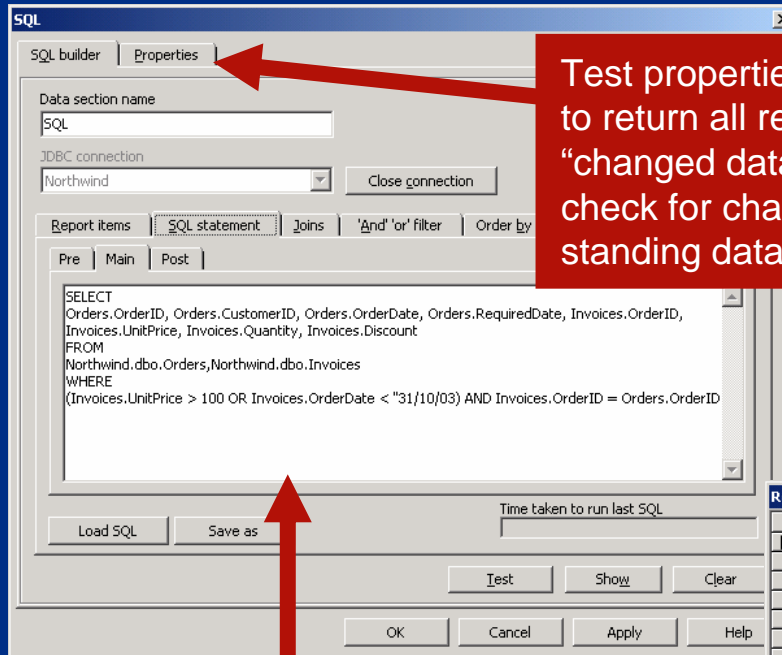 SQL
SQL builder
Properties
Data section name
SQL
JDBC connection
Northwind
Close connection
Report items
SQL statement
Joins
'And' 'or' filter
Order by
Pre
Main
Post
SELECT
Orders.OrderID, Orders.CustomerID, Orders.OrderDate, Orders.RequiredDate, Invoices.OrderID,
Invoices.UnitPrice, Invoices.Quantity, Invoices.Discount
FROM
Northwind.dbo.Orders,Northwind.dbo.Invoices
WHERE
(Invoices.UnitPrice > 100 OR Invoices.OrderDate < "31/10/03) AND Invoices.OrderID = Orders.OrderID
Load SQL
Save as
Time taken to run last SQL
Test
Show
Clear
OK
Cancel
Apply
Help
Test propertie
to return all re
“changed data
check for cha
standing data